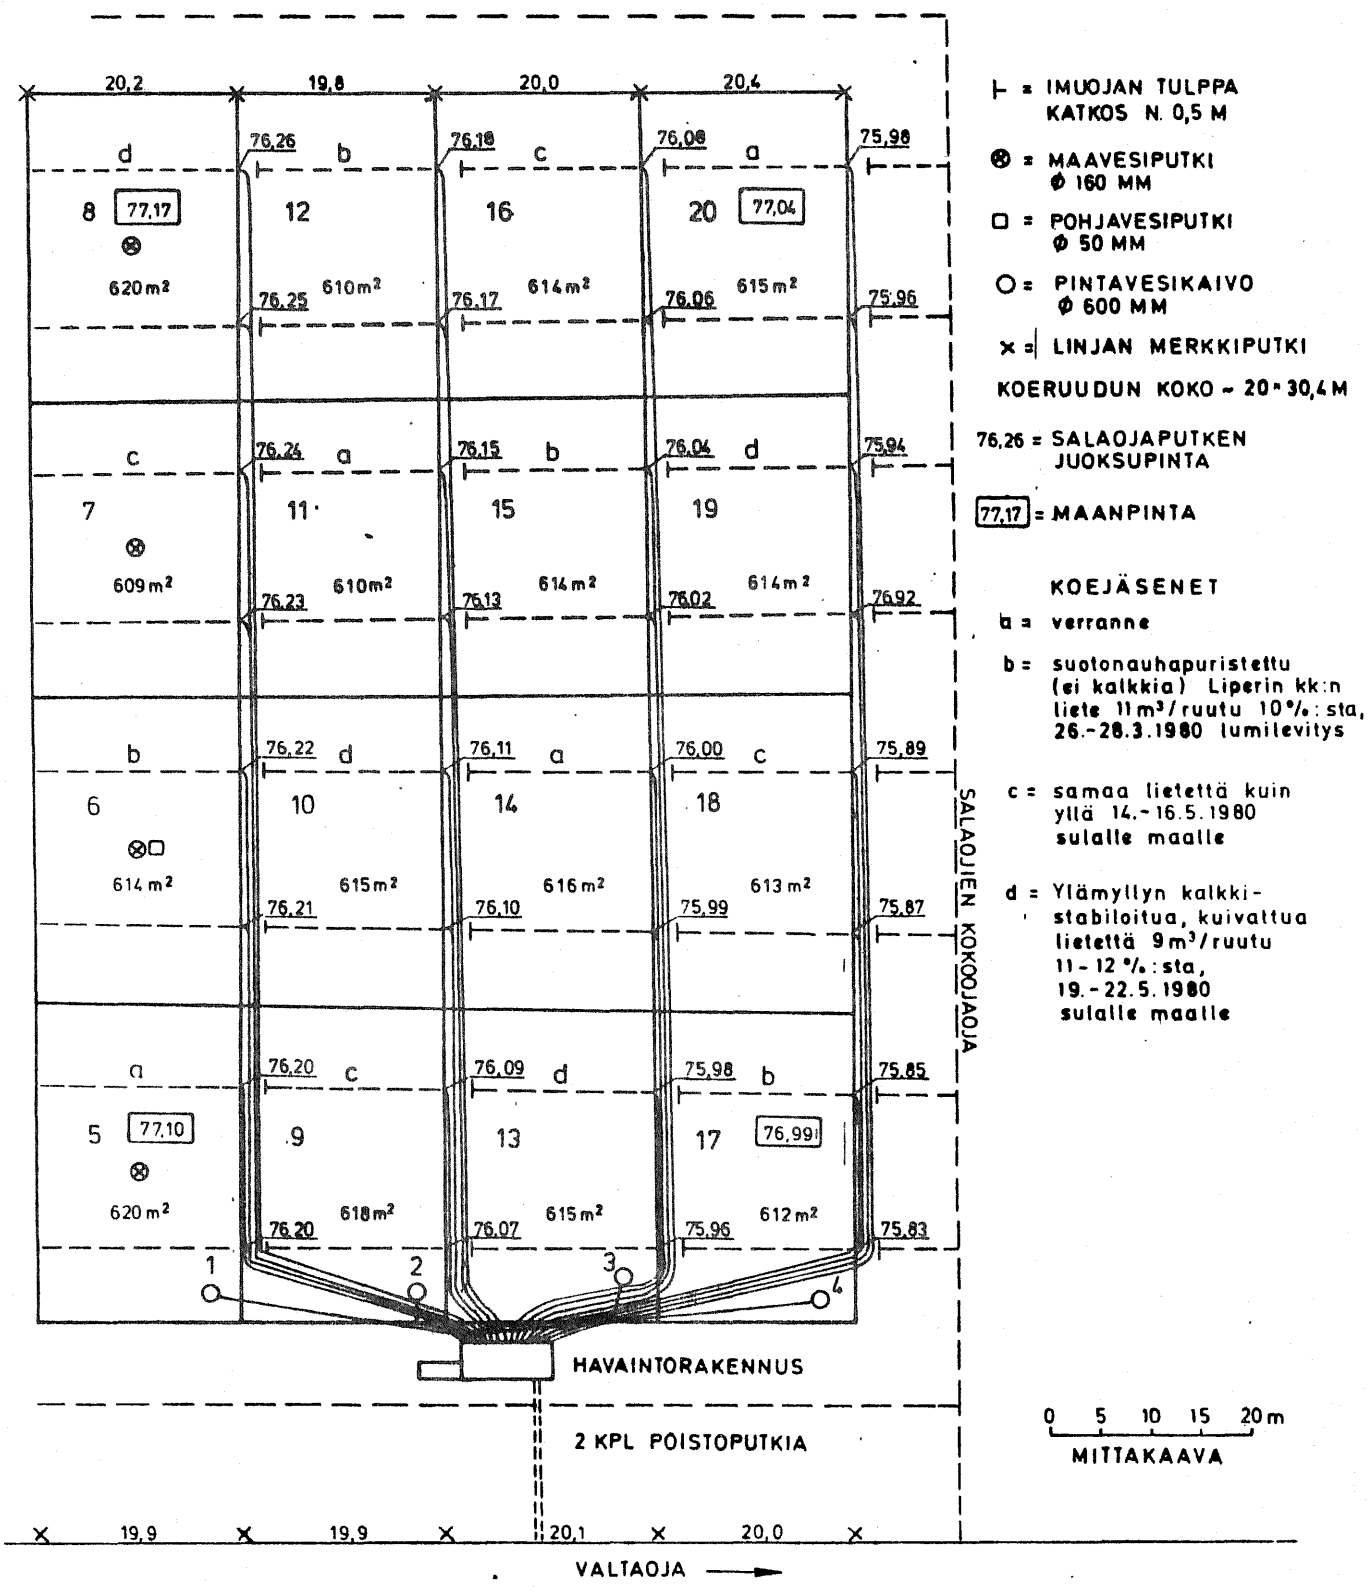 20,2 19,8 20,0 20,4
76,26 76,18 76,08 75,98
d b c a
8 77,17 12 16 20 77,04
620 m² 610 m² 614 m² 615 m²
76,25 76,17 76,06 75,96
76,24 76,15 76,04 75,94
c a b d
7 11 15 19
609 m² 610 m² 614 m² 614 m²
76,23 76,13 76,02 76,92
76,22 76,11 76,00 75,89
b d a c
6 10 14 18
614 m² 615 m² 616 m² 613 m²
76,21 76,10 75,99 75,87
76,20 76,09 75,98 75,85
a c d b
5 77,10 9 13 17 76,99
620 m² 618 m² 615 m² 612 m²
76,20 76,07 75,96 75,83
1 2 3 4
HAVAINTORAKENNUS
2 KPL POISTOPUTKIA
19,9 19,9 20,1 20,0
VALTAOJA
SALAOJIEN KOKOOJAOJA
= IMUOJAN TULPPA
KATKOS N. 0,5 M
= MAAVESIPUTKI
Ø 160 MM
= POHJAVESIPUTKI
Ø 50 MM
= PINTAVESIKAIVO
Ø 600 MM
x = LINJAN MERKKIPUTKI
KOERUUDUN KOKO ~ 20 × 30,4 M
76,26 = SALAOJAPUTKEN
JUOKSUPINTA
77,17 = MAANPINTA
KOEJÄSENET
a = verranne
b = suotonauhapuristettu
(ei kalkkia) Liperin kk:n
liete 11 m³/ruutu 10 %:sta,
26.-28.3.1980 lumilevitys
c = samaa lietettä kuin
yllä 14.-16.5.1980
sulalle maalle
d = Ylämyllyn kalkki-
stabiloitua, kuivattua
lietettä 9 m³/ruutu
11-12 %:sta,
19.-22.5.1980
sulalle maalle
0 5 10 15 20 m
MITTAKAAVA